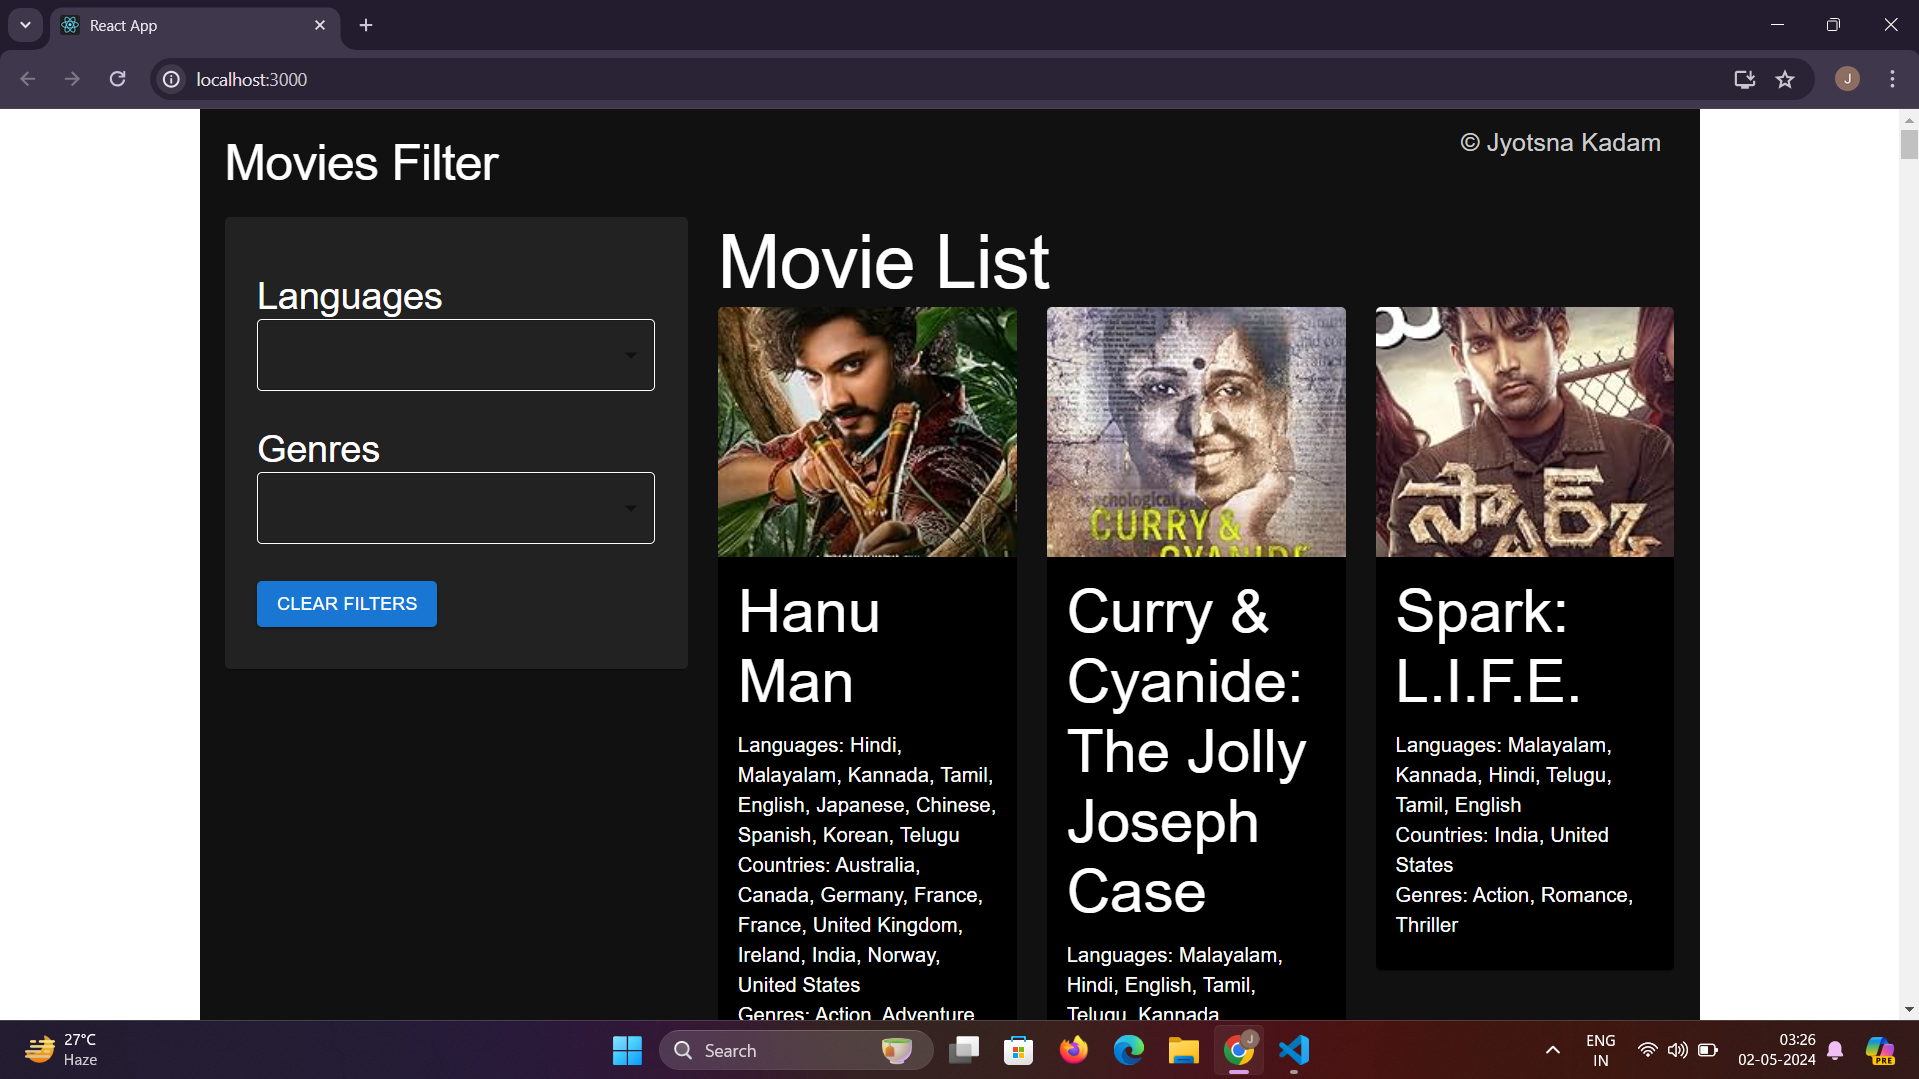 React App
localhost:3000
J
Movies Filter
© Jyotsna Kadam
Languages
Genres
CLEAR FILTERS
Movie List
CURRY &
CYANIDE
స్పార్క్
Hanu
Man
Languages: Hindi,
Malayalam, Kannada, Tamil,
English, Japanese, Chinese,
Spanish, Korean, Telugu
Countries: Australia,
Canada, Germany, France,
France, United Kingdom,
Ireland, India, Norway,
United States
Genres: Action, Adventure
Curry &
Cyanide:
The Jolly
Joseph
Case
Languages: Malayalam,
Hindi, English, Tamil,
Telugu, Kannada
Spark:
L.I.F.E.
Languages: Malayalam,
Kannada, Hindi, Telugu,
Tamil, English
Countries: India, United
States
Genres: Action, Romance,
Thriller
27°C
Haze
Search
J
ENG
IN
03:26
02-05-2024
PRE